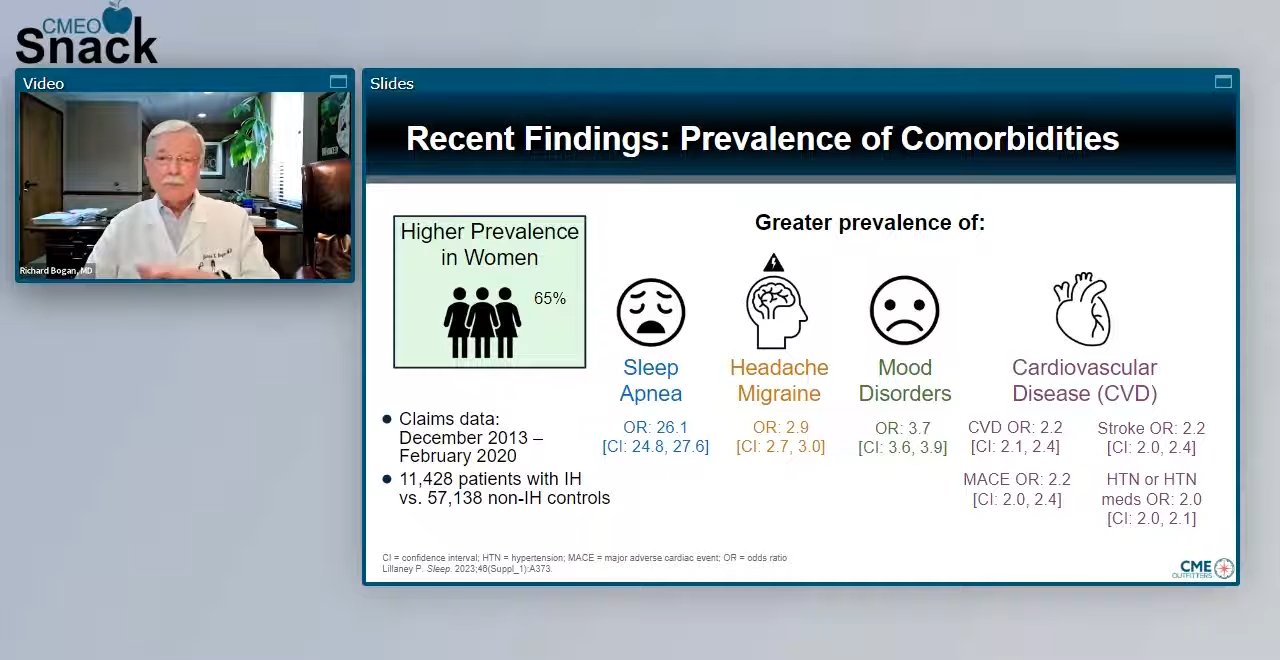 CMEO
Snack
Video
Richard Bogan, MD
Slides
Recent Findings: Prevalence of Comorbidities
Higher Prevalence
in Women
65%
Greater prevalence of:
Sleep
Apnea
OR: 26.1
[CI: 24.8, 27.6]
Headache
Migraine
OR: 2.9
[CI: 2.7, 3.0]
Mood
Disorders
OR: 3.7
[CI: 3.6, 3.9]
Cardiovascular
Disease (CVD)
CVD OR: 2.2
[CI: 2.1, 2.4]
Stroke OR: 2.2
[CI: 2.0, 2.4]
MACE OR: 2.2
[CI: 2.0, 2.4]
HTN or HTN
meds OR: 2.0
[CI: 2.0, 2.1]
Claims data:
December 2013 –
February 2020
11,428 patients with IH
vs. 57,138 non-IH controls
CI = confidence interval; HTN = hypertension; MACE = major adverse cardiac event; OR = odds ratio
Lillaney P. Sleep. 2023;46(Suppl_1):A373.
CME
OUTFITTERS